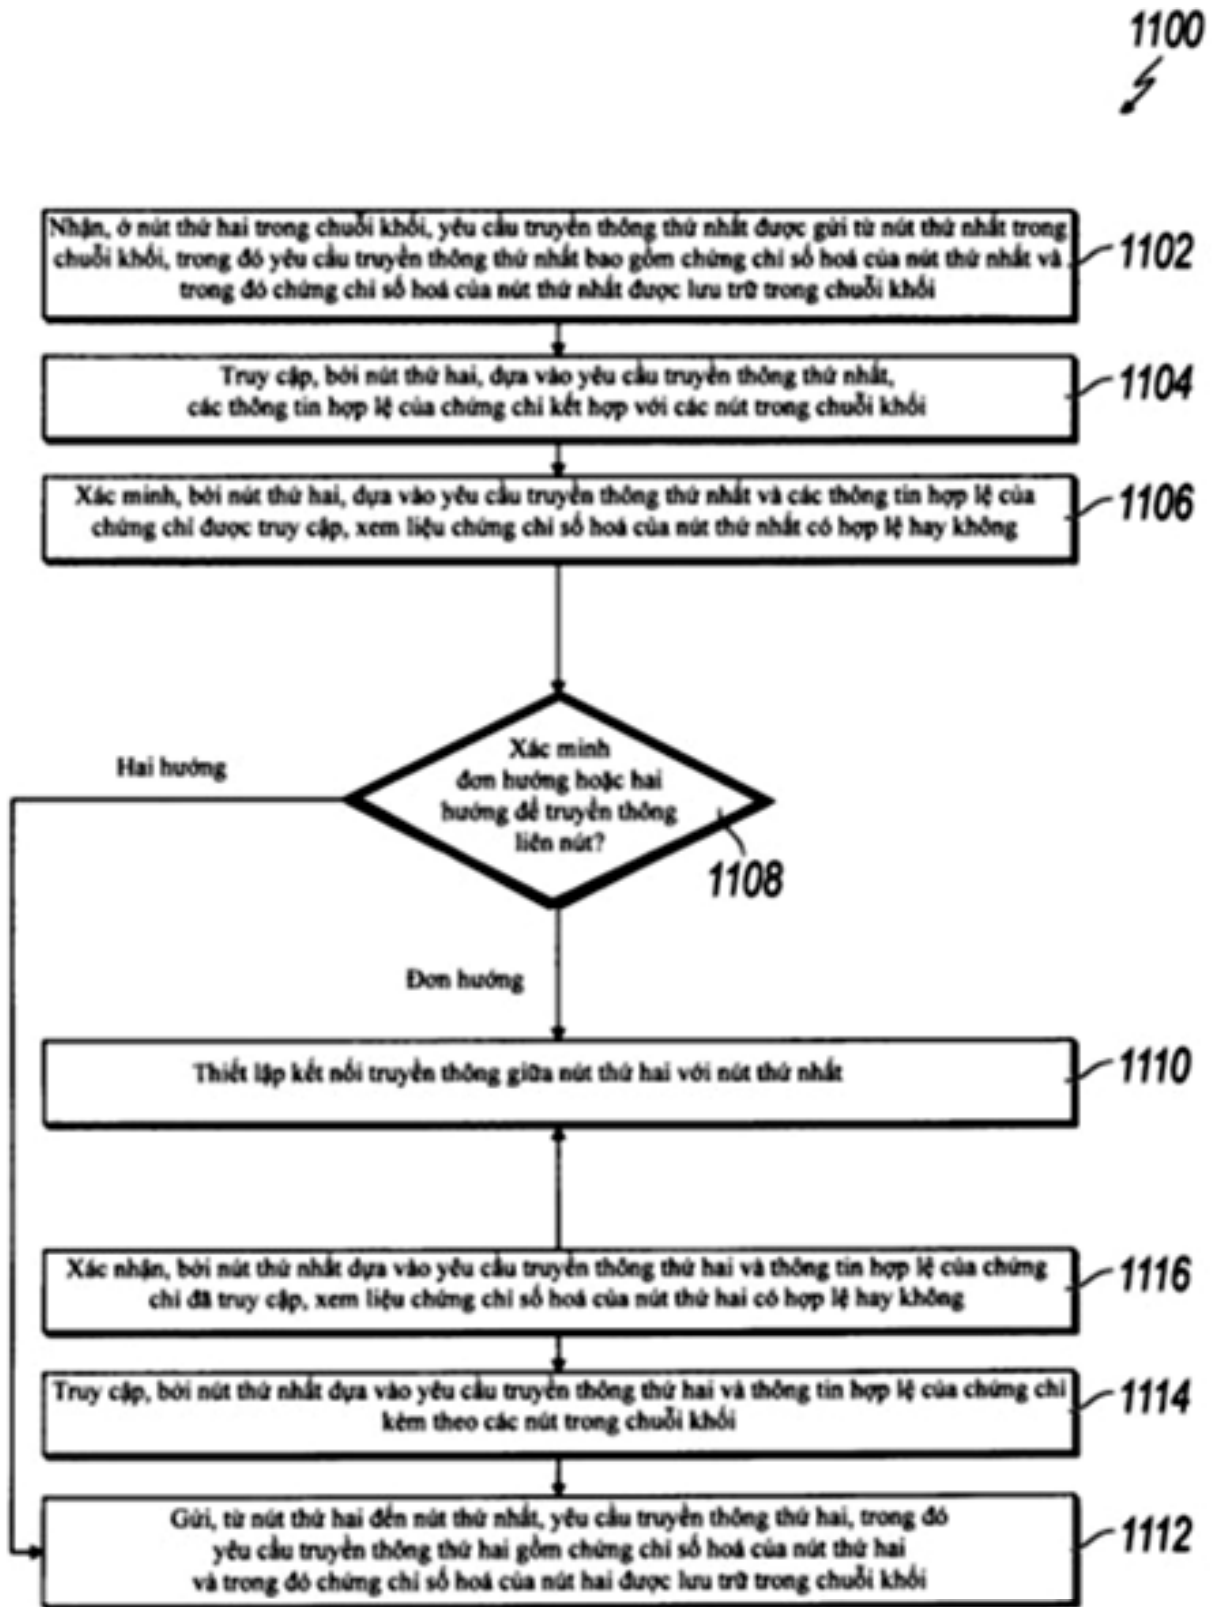 1100
Nhận, ở nút thứ hai trong chuỗi khối, yêu cầu truyền thông thứ nhất được gửi từ nút thứ nhất trong
chuỗi khối, trong đó yêu cầu truyền thông thứ nhất bao gồm chứng chỉ số hoá của nút thứ nhất và
trong đó chứng chỉ số hoá của nút thứ nhất được lưu trữ trong chuỗi khối
1102
Truy cập, bởi nút thứ hai, dựa vào yêu cầu truyền thông thứ nhất,
các thông tin hợp lệ của chứng chỉ kết hợp với các nút trong chuỗi khối
1104
Xác minh, bởi nút thứ hai, dựa vào yêu cầu truyền thông thứ nhất và các thông tin hợp lệ của
chứng chỉ được truy cập, xem liệu chứng chỉ số hoá của nút thứ nhất có hợp lệ hay không
1106
Hai hướng
Xác minh
đơn hướng hoặc hai
hướng để truyền thông
liên nút?
1108
Đơn hướng
Thiết lập kết nối truyền thông giữa nút thứ hai với nút thứ nhất
1110
Xác nhận, bởi nút thứ nhất dựa vào yêu cầu truyền thông thứ hai và thông tin hợp lệ của chứng
chỉ đã truy cập, xem liệu chứng chỉ số hoá của nút thứ hai có hợp lệ hay không
1116
Truy cập, bởi nút thứ nhất dựa vào yêu cầu truyền thông thứ hai và thông tin hợp lệ của chứng chỉ
kèm theo các nút trong chuỗi khối
1114
Gửi, từ nút thứ hai đến nút thứ nhất, yêu cầu truyền thông thứ hai, trong đó
yêu cầu truyền thông thứ hai gồm chứng chỉ số hoá của nút thứ hai
và trong đó chứng chỉ số hoá của nút hai được lưu trữ trong chuỗi khối
1112